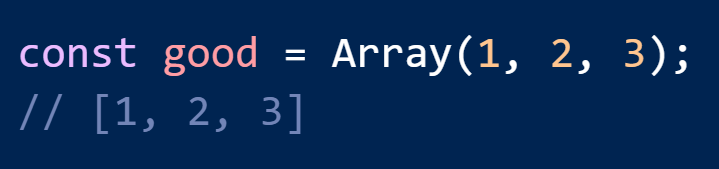 const good = Array(1, 2, 3);
// [1, 2, 3]